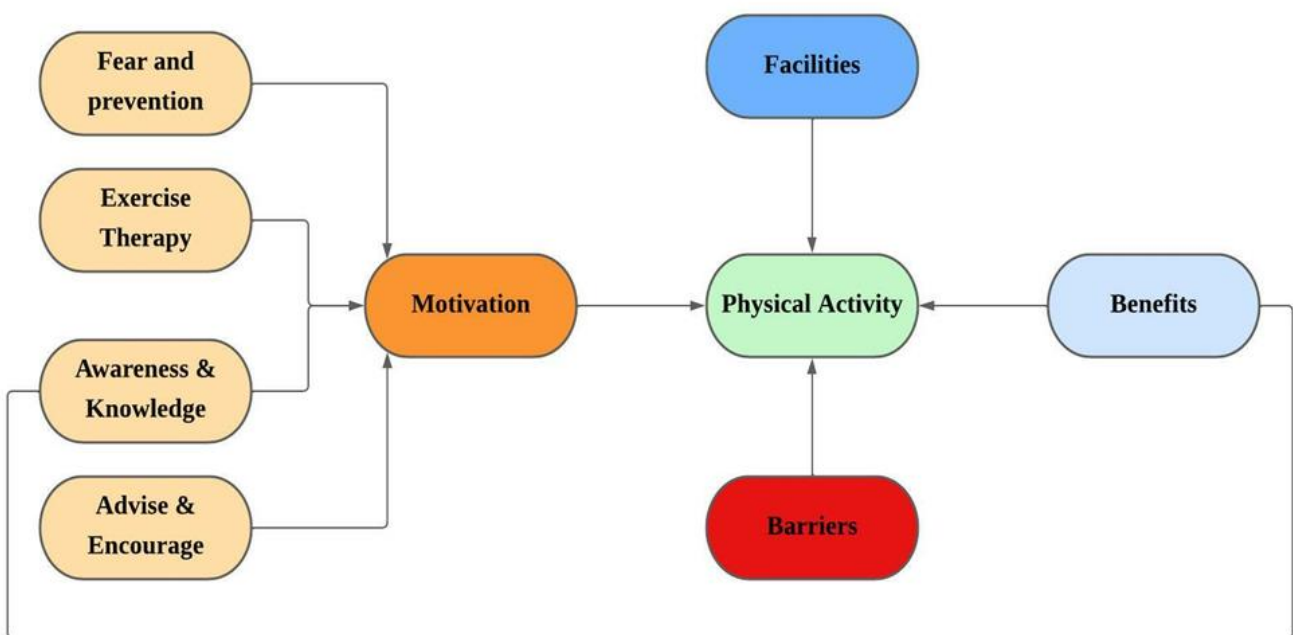 Fear and
prevention
Exercise
Therapy
Awareness &
Knowledge
Advise &
Encourage
Motivation
Facilities
Physical Activity
Barriers
Benefits